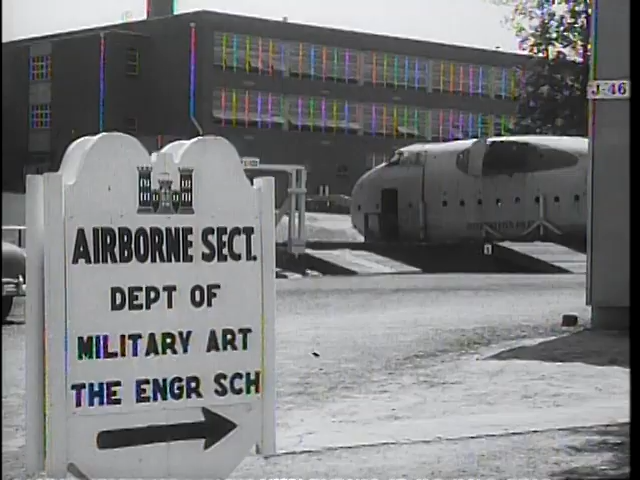 AIRBORNE SECT.
DEPT OF
MILITARY ART
THE ENGR SCH
J-46